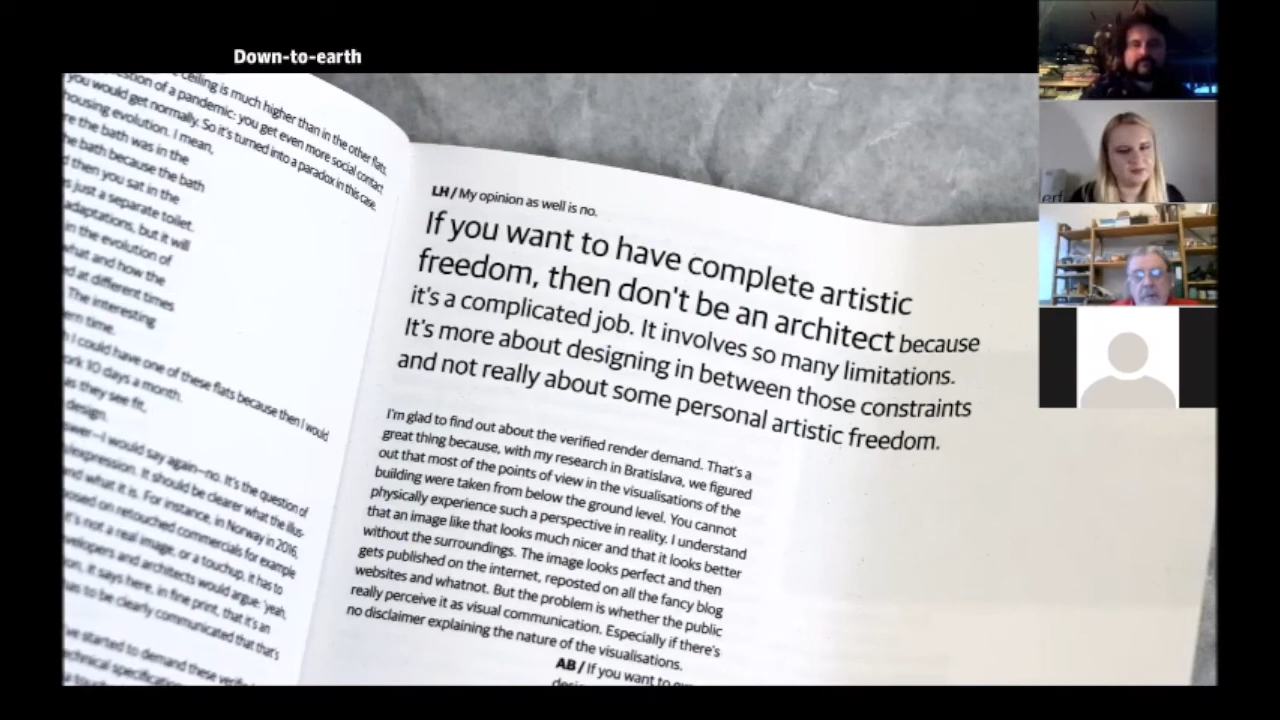 Down-to-earth
ceiling is much higher than in the other flats.
of a pandemic: you get even more social contact
you would get normally. So it's turned into a paradox in this case.
housing evolution. I mean,
the bath was in the
bath because the bath
then you sat in the
just a separate toilet.
adaptations, but it will
in the evolution of
what and how the
at different times
The interesting
time.
I could have one of these flats because then I would
10 days a month.
as they see fit,
design.
I would say again—no. It's the question of
expression. It should be clearer what the illus-
and what it is. For instance, in Norway in 2016,
based on retouched commercials for example
it's not a real image, or a touchup, it has to
developers and architects would argue: 'yeah,
it says here, in fine print, that it's an
has to be clearly communicated that that's
started to demand these
LH / My opinion as well is no.
If you want to have complete artistic
freedom, then don't be an architect because
it's a complicated job. It involves so many limitations.
It's more about designing in between those constraints
and not really about some personal artistic freedom.
I'm glad to find out about the verified render demand. That's a
great thing because, with my research in Bratislava, we figured
out that most of the points of view in the visualisations of the
building were taken from below the ground level. You cannot
physically experience such a perspective in reality. I understand
that an image like that looks much nicer and that it looks better
without the surroundings. The image looks perfect and then
gets published on the internet, reposted on all the fancy blog
websites and whatnot. But the problem is whether the public
really perceive it as visual communication. Especially if there's
no disclaimer explaining the nature of the visualisations.
AB / If you want to